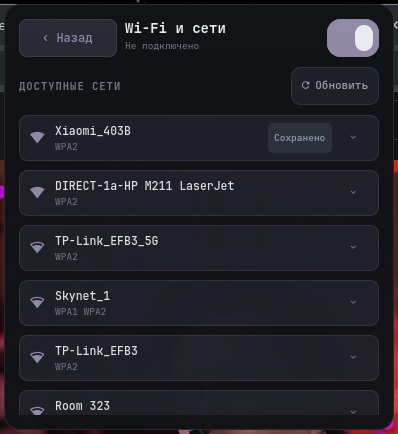 ‹ Назад
Wi-Fi и сети
Не подключено
ДОСТУПНЫЕ СЕТИ
Обновить
Xiaomi_403B
WPA2
Сохранено
DIRECT-1a-HP M211 LaserJet
WPA2
TP-Link_EFB3_5G
WPA2
Skynet_1
WPA1 WPA2
TP-Link_EFB3
WPA2
Room 323